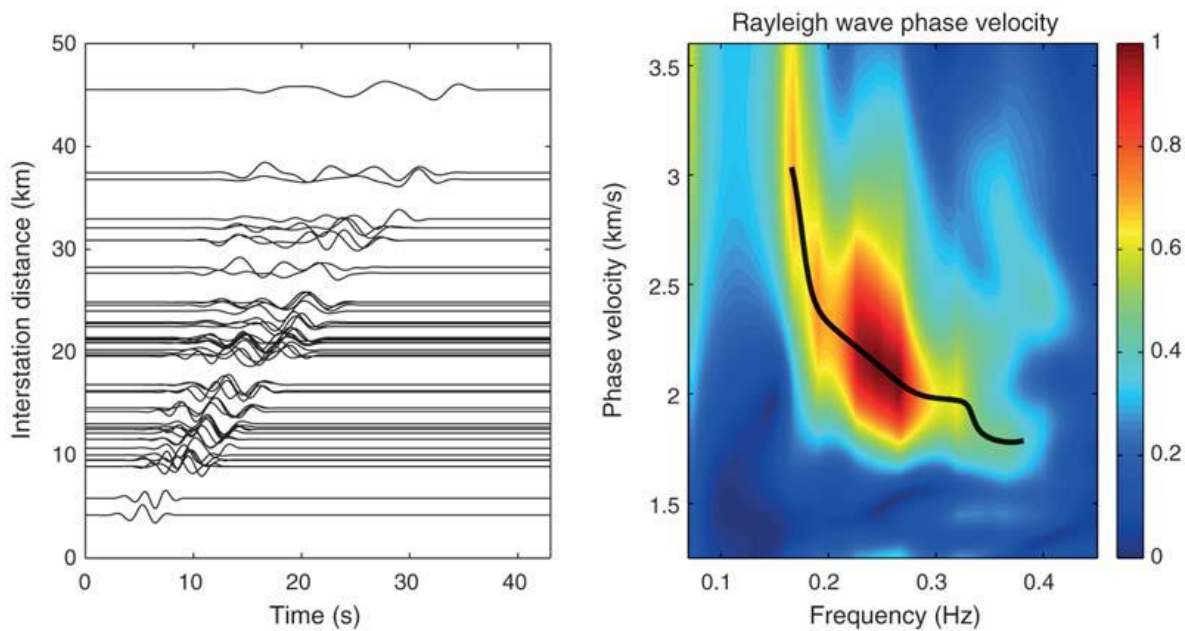 Rayleigh wave phase velocity
Interstation distance (km)
50
40
30
20
10
0
0 10 20 30 40
Time (s)
Phase velocity (km/s)
3.5
3
2.5
2
1.5
0.1 0.2 0.3 0.4
Frequency (Hz)
1
0.8
0.6
0.4
0.2
0